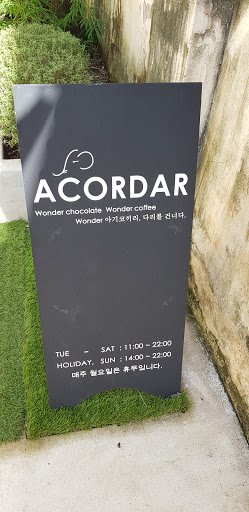 ACORDAR
Wonder chocolate Wonder coffee
Wonder 아기코끼리, 다리를 건너다.
TUE – SAT : 11:00 ~ 22:00
HOLIDAY, SUN : 14:00 ~ 22:00
매주 월요일은 휴무입니다.